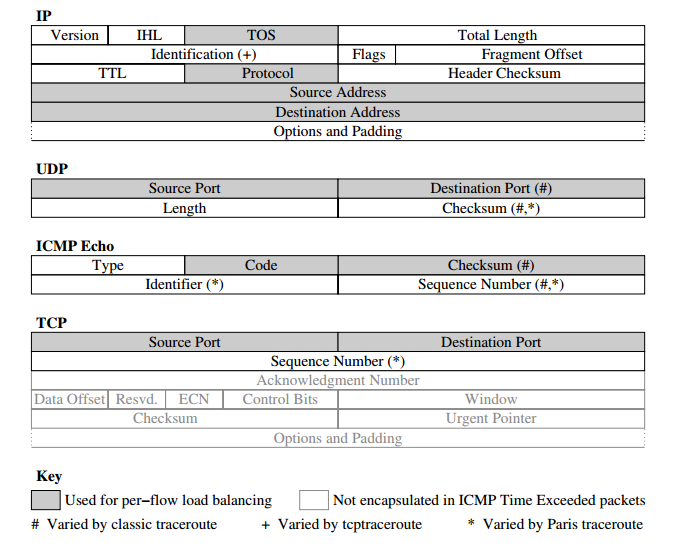 IP
Version IHL TOS Total Length
Identification (+) Flags Fragment Offset
TTL Protocol Header Checksum
Source Address
Destination Address
Options and Padding
UDP
Source Port Destination Port (#)
Length Checksum (#,*)
ICMP Echo
Type Code Checksum (#)
Identifier (*) Sequence Number (#,*)
TCP
Source Port Destination Port
Sequence Number (*)
Acknowledgment Number
Data Offset Resvd. ECN Control Bits Window
Checksum Urgent Pointer
Options and Padding
Key
Used for per−flow load balancing Not encapsulated in ICMP Time Exceeded packets
# Varied by classic traceroute + Varied by tcptraceroute * Varied by Paris traceroute